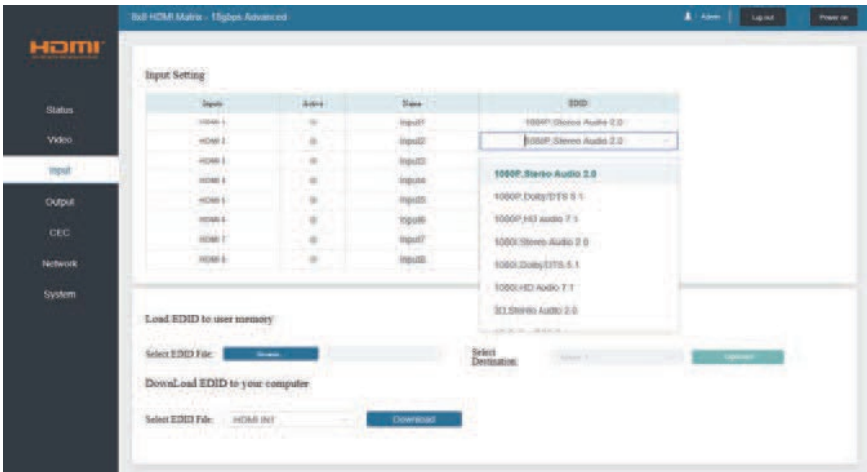 8x8 HDMI Matrix - 18gbps Advanced
Admin
Log out
Power on
HDMI
Input Setting
Inputs Active Name EDID
HDMI 1 Input1 1080P,Stereo Audio 2.0
HDMI 2 Input2 1080P,Stereo Audio 2.0
HDMI 3 Input3
HDMI 4 Input4
HDMI 5 Input5
HDMI 6 Input6
HDMI 7 Input7
HDMI 8 Input8
1080P,Stereo Audio 2.0
1080P,Dolby/DTS 5.1
1080P,HD Audio 7.1
1080I,Stereo Audio 2.0
1080I,Dolby/DTS 5.1
1080I,HD Audio 7.1
3D,Stereo Audio 2.0
Status
Video
Input
Output
CEC
Network
System
Load EDID to user memory
Select EDID File: Browse
Select
Destination:
DownLoad EDID to your computer
Select EDID File: HDMI IN1 Download